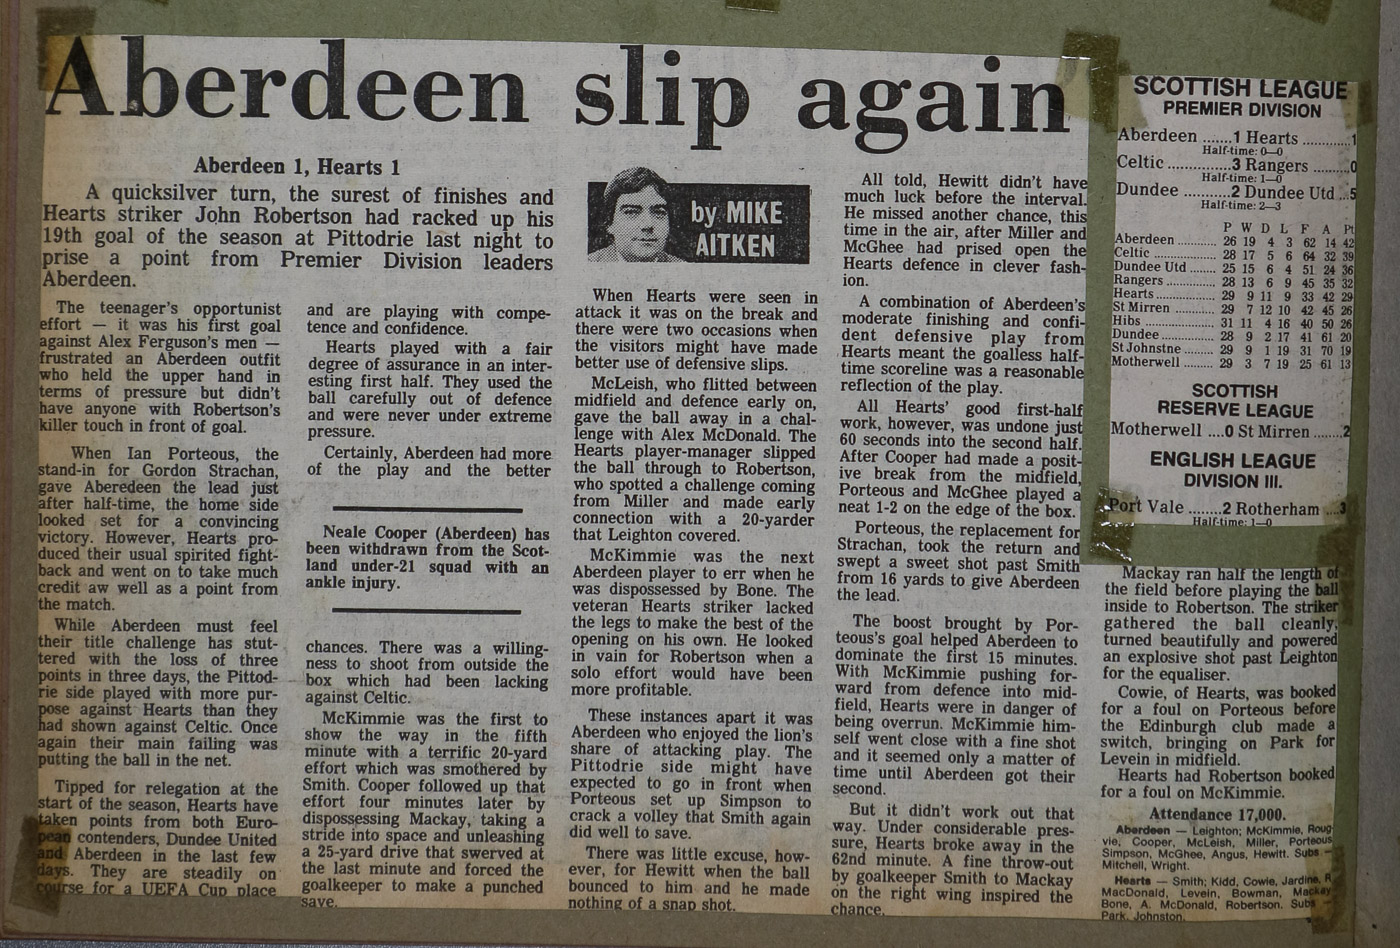 Aberdeen slip again
Aberdeen 1, Hearts 1
A quicksilver turn, the surest of finishes and
Hearts striker John Robertson had racked up his
19th goal of the season at Pittodrie last night to
prise a point from Premier Division leaders
Aberdeen.
The teenager's opportunist
effort — it was his first goal
against Alex Ferguson's men —
frustrated an Aberdeen outfit
who held the upper hand in
terms of pressure but didn't
have anyone with Robertson's
killer touch in front of goal.
When Ian Porteous, the
stand-in for Gordon Strachan,
gave Aberedeen the lead just
after half-time, the home side
looked set for a convincing
victory. However, Hearts pro-
duced their usual spirited fight-
back and went on to take much
credit aw well as a point from
the match.
While Aberdeen must feel
their title challenge has stut-
tered with the loss of three
points in three days, the Pittod-
rie side played with more pur-
pose against Hearts than they
had shown against Celtic. Once
again their main failing was
putting the ball in the net.
Tipped for relegation at the
start of the season, Hearts have
taken points from both Euro-
pean contenders, Dundee United
and Aberdeen in the last few
days. They are steadily on
course for a UEFA Cup place
and are playing with compe-
tence and confidence.
Hearts played with a fair
degree of assurance in an inter-
esting first half. They used the
ball carefully out of defence
and were never under extreme
pressure.
Certainly, Aberdeen had more
of the play and the better
Neale Cooper (Aberdeen) has
been withdrawn from the Scot-
land under-21 squad with an
ankle injury.
chances. There was a willing-
ness to shoot from outside the
box which had been lacking
against Celtic.
McKimmie was the first to
show the way in the fifth
minute with a terrific 20-yard
effort which was smothered by
Smith. Cooper followed up that
effort four minutes later by
dispossessing Mackay, taking a
stride into space and unleashing
a 25-yard drive that swerved at
the last minute and forced the
goalkeeper to make a punched
save.
by MIKE
AITKEN
When Hearts were seen in
attack it was on the break and
there were two occasions when
the visitors might have made
better use of defensive slips.
McLeish, who flitted between
midfield and defence early on,
gave the ball away in a chal-
lenge with Alex McDonald. The
Hearts player-manager slipped
the ball through to Robertson,
who spotted a challenge coming
from Miller and made early
connection with a 20-yarder
that Leighton covered.
McKimmie was the next
Aberdeen player to err when he
was dispossessed by Bone. The
veteran Hearts striker lacked
the legs to make the best of the
opening on his own. He looked
in vain for Robertson when a
solo effort would have been
more profitable.
These instances apart it was
Aberdeen who enjoyed the lion's
share of attacking play. The
Pittodrie side might have
expected to go in front when
Porteous set up Simpson to
crack a volley that Smith again
did well to save.
There was little excuse, how-
ever, for Hewitt when the ball
bounced to him and he made
nothing of a snap shot.
All told, Hewitt didn't have
much luck before the interval.
He missed another chance, this
time in the air, after Miller and
McGhee had prised open the
Hearts defence in clever fash-
ion.
A combination of Aberdeen's
moderate finishing and confi-
dent defensive play from
Hearts meant the goalless half-
time scoreline was a reasonable
reflection of the play.
All Hearts' good first-half
work, however, was undone just
60 seconds into the second half.
After Cooper had made a posit-
ive break from the midfield,
Porteous and McGhee played a
neat 1-2 on the edge of the box.
Porteous, the replacement for
Strachan, took the return and
swept a sweet shot past Smith
from 16 yards to give Aberdeen
the lead.
The boost brought by Por-
teous's goal helped Aberdeen to
dominate the first 15 minutes.
With McKimmie pushing for-
ward from defence into mid-
field, Hearts were in danger of
being overrun. McKimmie him-
self went close with a fine shot
and it seemed only a matter of
time until Aberdeen got their
second.
But it didn't work out that
way. Under considerable pres-
sure, Hearts broke away in the
62nd minute. A fine throw-out
by goalkeeper Smith to Mackay
on the right wing inspired the
chance.
SCOTTISH LEAGUE
PREMIER DIVISION
Aberdeen .......1 Hearts ............1
Half-time: 0—0
Celtic ..............3 Rangers .........0
Half-time: 1—0
Dundee ..........2 Dundee Utd ...5
Half-time: 2—3
P W D L F A Pt
Aberdeen .......... 26 19 4 3 62 14 42
Celtic ................ 28 17 5 6 64 32 39
Dundee Utd ....... 25 15 6 4 51 24 36
Rangers ............ 28 13 6 9 45 35 32
Hearts ............... 29 9 11 9 33 42 29
St Mirren .......... 29 7 12 10 42 45 26
Hibs .................. 31 11 4 16 40 50 26
Dundee ............. 28 9 2 17 41 61 20
St Johnstne ........ 29 9 1 19 31 70 19
Motherwell ........ 29 3 7 19 25 61 13
SCOTTISH
RESERVE LEAGUE
Motherwell ....0 St Mirren .......2
ENGLISH LEAGUE
DIVISION III.
Port Vale ........2 Rotherham ...3
Half-time: 1—0
Mackay ran half the length of
the field before playing the ball
inside to Robertson. The striker
gathered the ball cleanly,
turned beautifully and powered
an explosive shot past Leighton
for the equaliser.
Cowie, of Hearts, was booked
for a foul on Porteous before
the Edinburgh club made a
switch, bringing on Park for
Levein in midfield.
Hearts had Robertson booked
for a foul on McKimmie.
Attendance 17,000.
Aberdeen — Leighton; McKimmie, Roug-
vie, Cooper, McLeish, Miller, Porteous
Simpson, McGhee, Angus, Hewitt. Subs —
Mitchell, Wright.
Hearts — Smith; Kidd, Cowie, Jardine, R
MacDonald, Levein, Bowman, Mackay
Bone, A. McDonald, Robertson. Subs —
Park, Johnston.